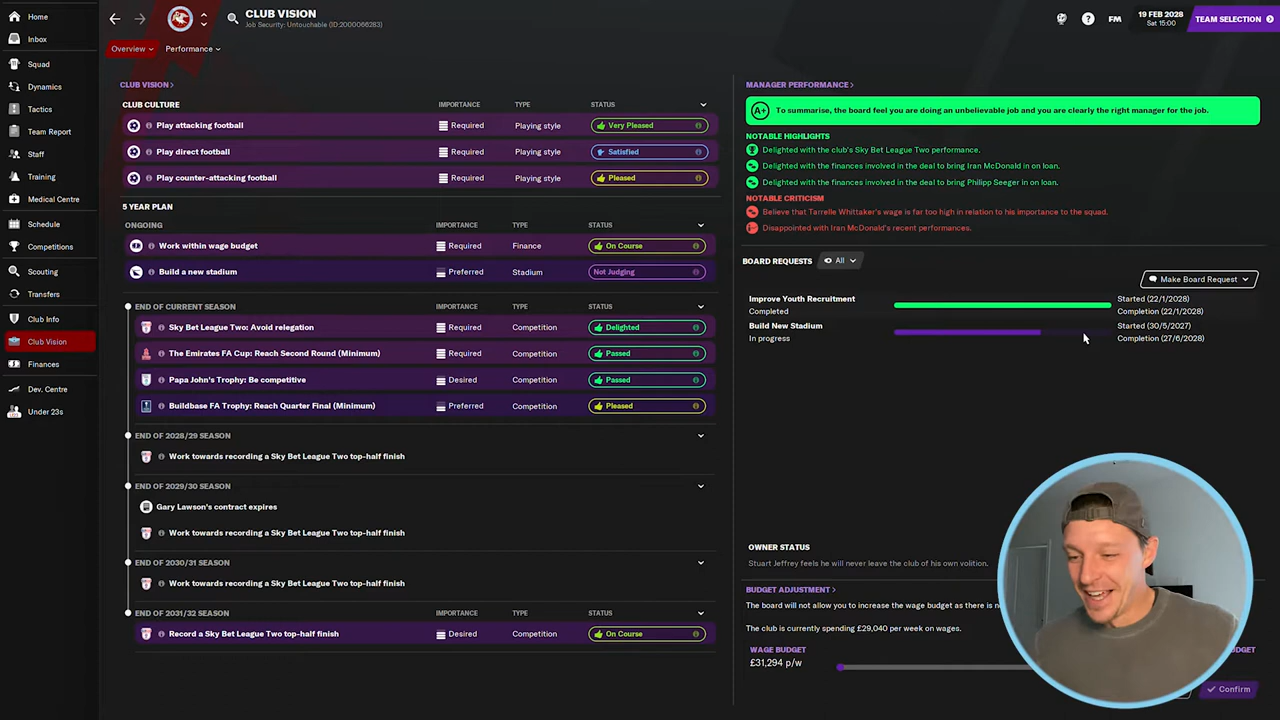 Home
Inbox
Squad
Dynamics
Tactics
Team Report
Staff
Training
Medical Centre
Schedule
Competitions
Scouting
Transfers
Club Info
Club Vision
Finances
Dev. Centre
Under 23s
CLUB VISION
Job Security: Untouchable (ID:2000066283)
FM
19 FEB 2028
Sat 15:00
TEAM SELECTION
Overview
Performance
CLUB VISION
CLUB CULTURE IMPORTANCE TYPE STATUS
Play attacking football Required Playing style Very Pleased
Play direct football Required Playing style Satisfied
Play counter-attacking football Required Playing style Pleased
5 YEAR PLAN
ONGOING IMPORTANCE TYPE STATUS
Work within wage budget Required Finance On Course
Build a new stadium Preferred Stadium Not Judging
END OF CURRENT SEASON IMPORTANCE TYPE STATUS
Sky Bet League Two: Avoid relegation Required Competition Delighted
The Emirates FA Cup: Reach Second Round (Minimum) Required Competition Passed
Papa John's Trophy: Be competitive Desired Competition Passed
Buildbase FA Trophy: Reach Quarter Final (Minimum) Preferred Competition Pleased
END OF 2028/29 SEASON
Work towards recording a Sky Bet League Two top-half finish
END OF 2029/30 SEASON
Gary Lawson's contract expires
Work towards recording a Sky Bet League Two top-half finish
END OF 2030/31 SEASON
Work towards recording a Sky Bet League Two top-half finish
END OF 2031/32 SEASON IMPORTANCE TYPE STATUS
Record a Sky Bet League Two top-half finish Desired Competition On Course
MANAGER PERFORMANCE
A+ To summarise, the board feel you are doing an unbelievable job and you are clearly the right manager for the job.
NOTABLE HIGHLIGHTS
Delighted with the club's Sky Bet League Two performance.
Delighted with the finances involved in the deal to bring Iran McDonald in on loan.
Delighted with the finances involved in the deal to bring Philipp Seeger in on loan.
NOTABLE CRITICISM
Believe that Tarrelle Whittaker's wage is far too high in relation to his importance to the squad.
Disappointed with Iran McDonald's recent performances.
BOARD REQUESTS All
Make Board Request
Improve Youth Recruitment Started (22/1/2028)
Completed Completion (22/1/2028)
Build New Stadium Started (30/5/2027)
In progress Completion (27/6/2028)
OWNER STATUS
Stuart Jeffrey feels he will never leave the club of his own volition.
BUDGET ADJUSTMENT
The board will not allow you to increase the wage budget as there is
The club is currently spending £29,040 per week on wages.
WAGE BUDGET
£31,294 p/w
Confirm